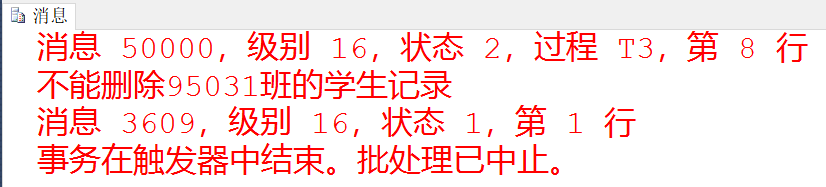 消息
消息 50000, 级别 16, 状态 2, 过程 T3, 第 8 行
不能删除95031班的学生记录
消息 3609, 级别 16, 状态 1, 第 1 行
事务在触发器中结束。批处理已中止。